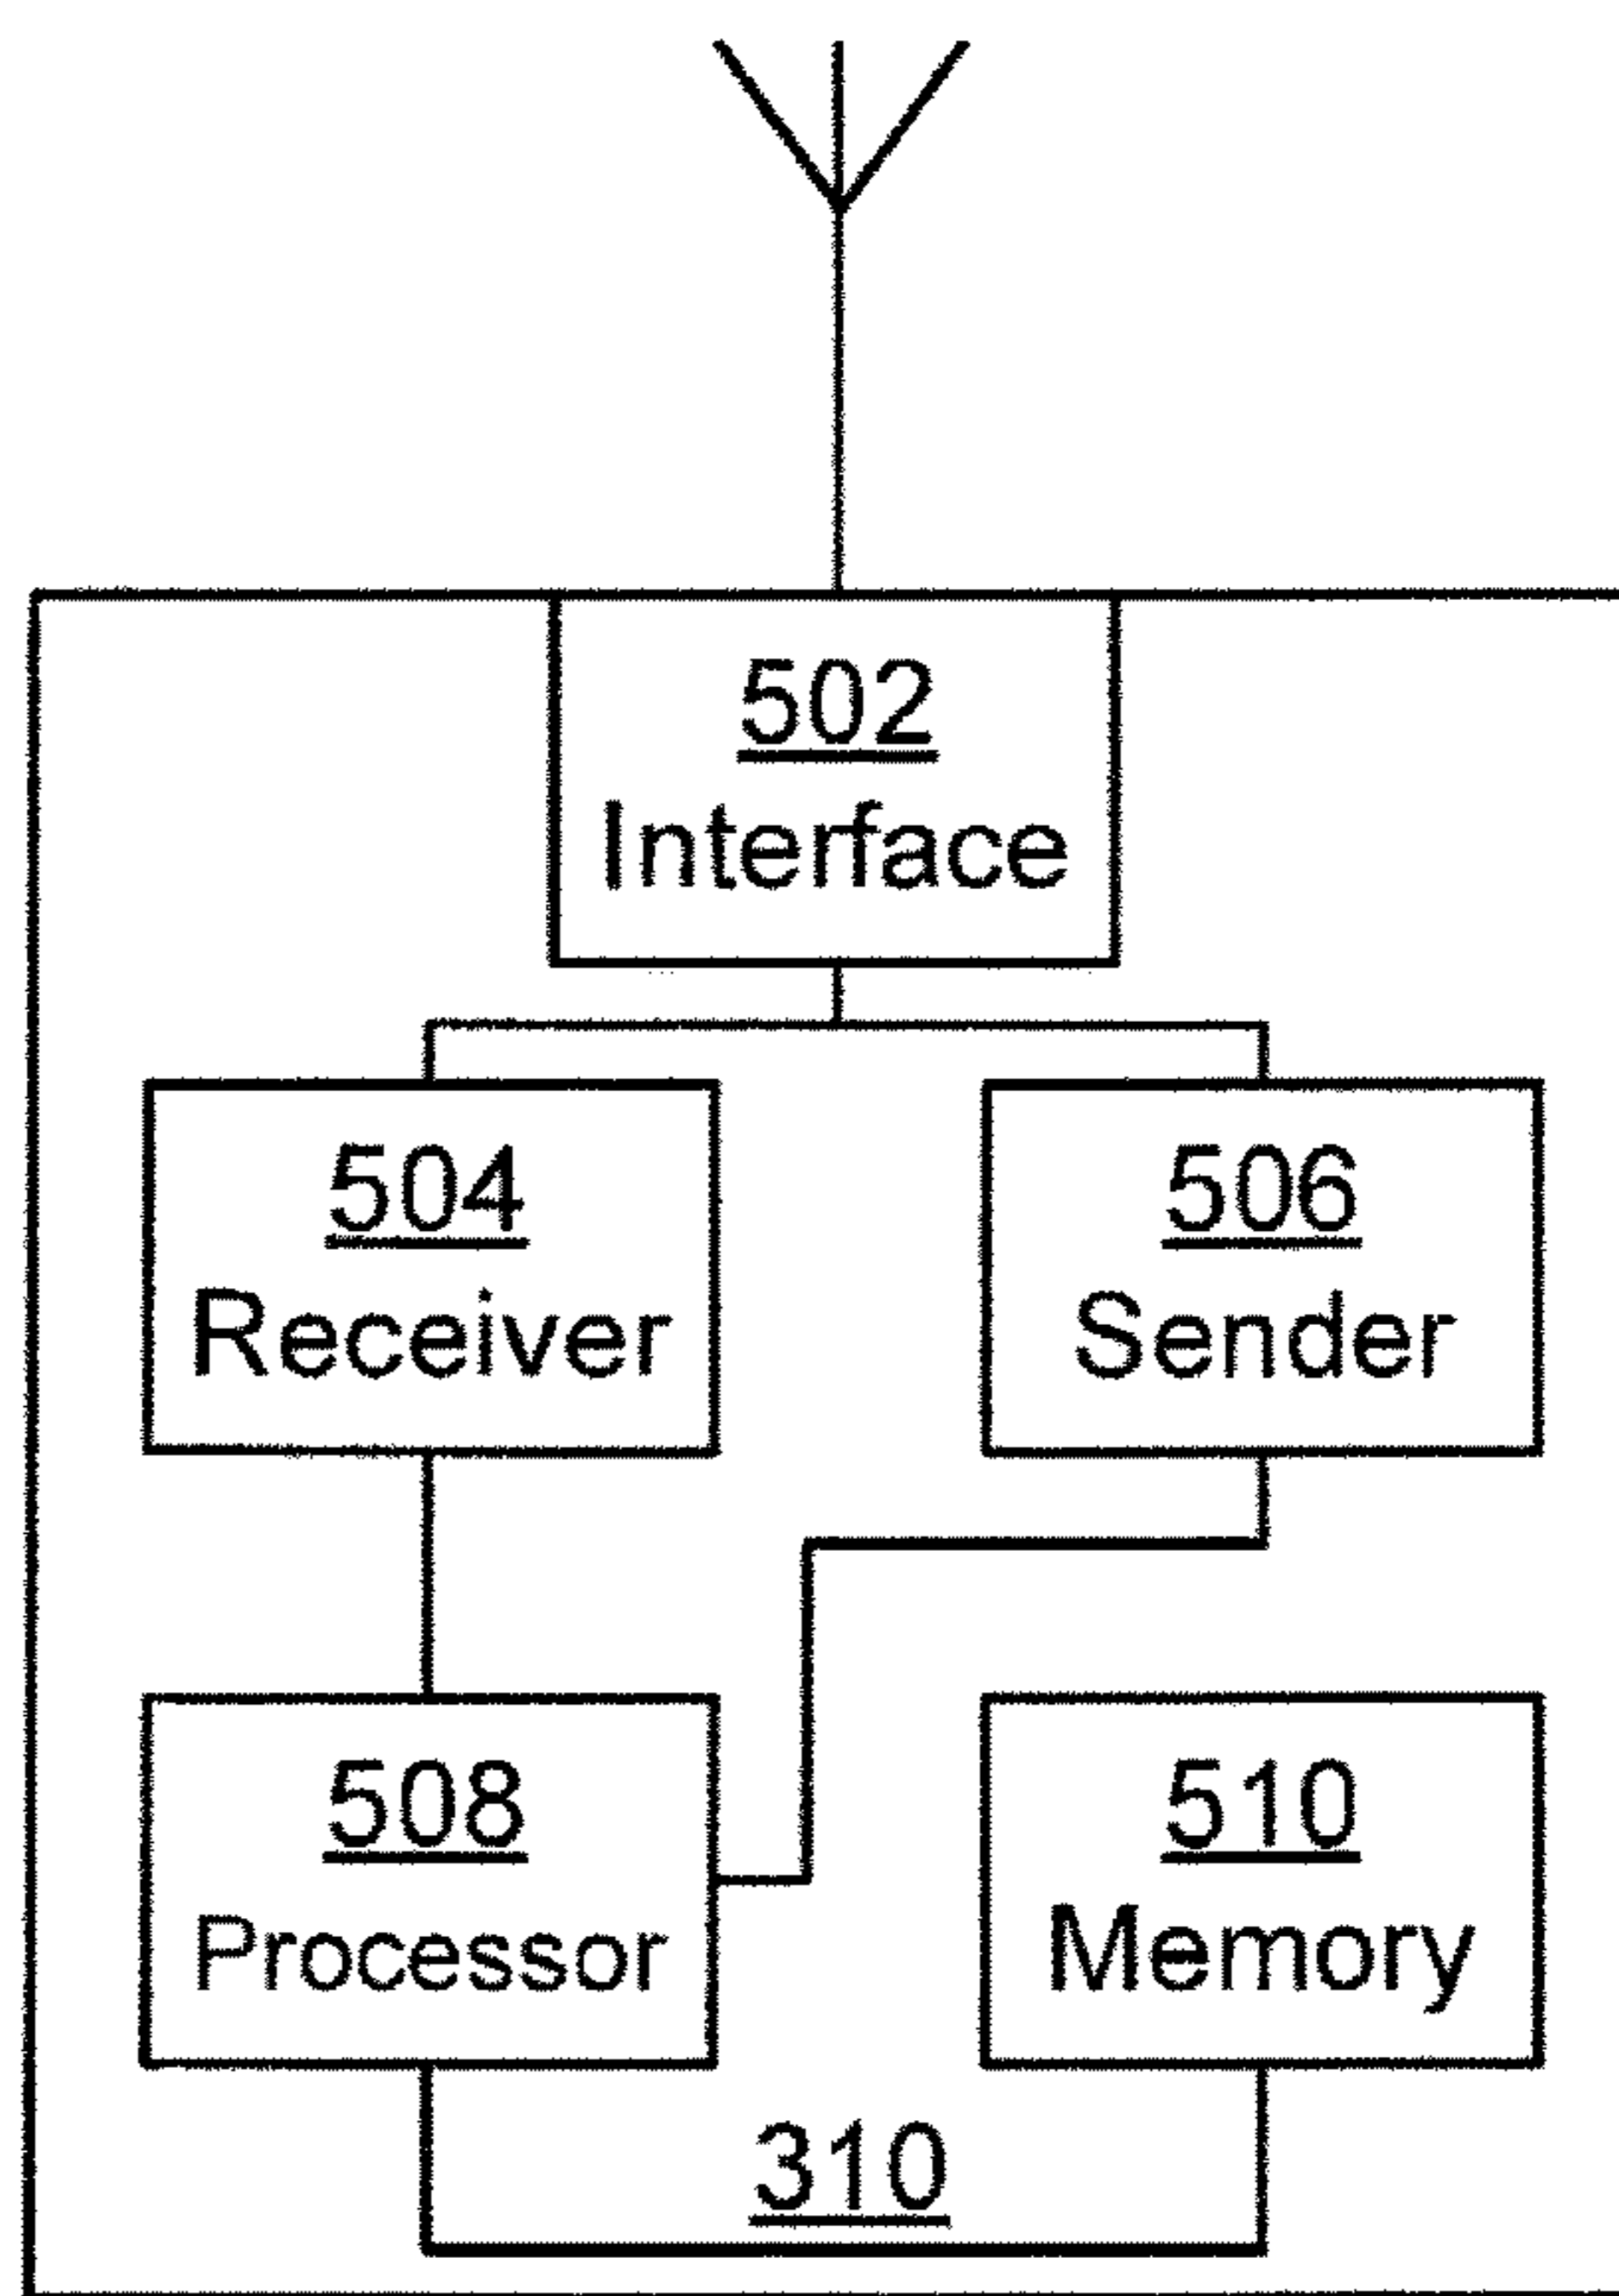 502
Interface
504
Receiver
506
Sender
508
Processor
510
Memory
310